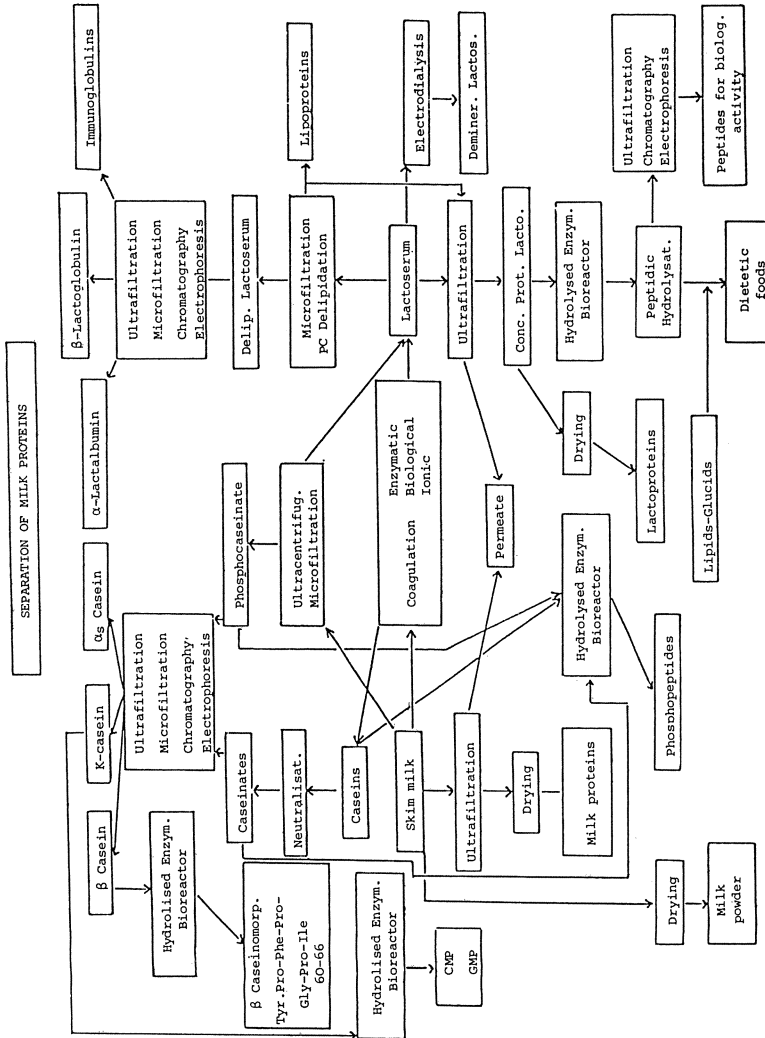 SEPARATION OF MILK PROTEINS
β Casein
K-casein
αs Casein
α-Lactalbumin
β-Lactoglobulin
Immunoglobulins
Hydrolised Enzym.
Bioreactor
Ultrafiltration
Microfiltration
Chromatography,
Electrophoresis
Ultrafiltration
Microfiltration
Chromatography
Electrophoresis
β Caseinomorp.
Tyr.Pro-Phe-Pro-
Gly-Pro-Ile
60-66
Caseinates
Phosphocaseinate
Delip. Lactoserum
Neutralisat.
Ultracentrifug.
Microfiltration
Microfiltration
PC Delipidation
Lipoproteins
Hydrolised Enzym.
Bioreactor
Caseins
Skim milk
Coagulation
Enzymatic
Biological
Ionic
Lactoserum
Electrodialysis
CMP
GMP
Ultrafiltration
Permeate
Ultrafiltration
Deminer. Lactos.
Drying
Conc. Prot. Lacto.
Milk proteins
Hydrolysed Enzym.
Bioreactor
Drying
Hydrolysed Enzym.
Bioreactor
Lactoproteins
Peptidic
Hydrolysat.
Ultrafiltration
Chromatography
Electrophoresis
Drying
Phosphopeptides
Lipids-Glucids
Milk
powder
Dietetic
foods
Peptides for biolog.
activity